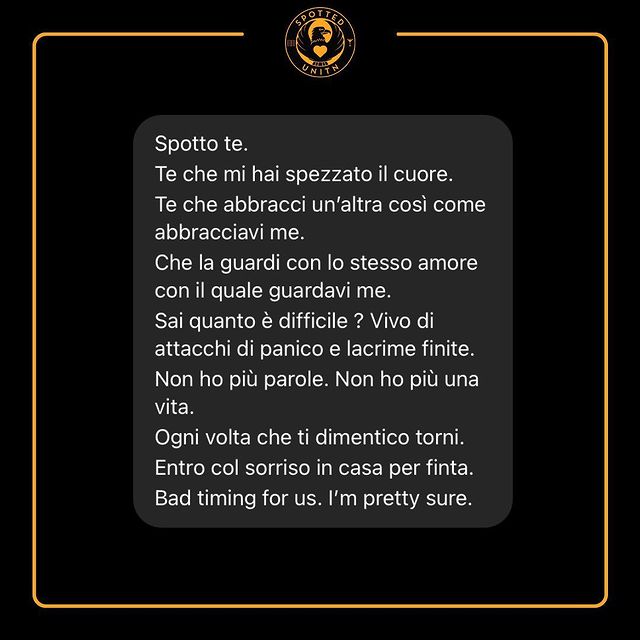 SPOTTED
UNITN
Spotto te.
Te che mi hai spezzato il cuore.
Te che abbracci un’altra così come
abbracciavi me.
Che la guardi con lo stesso amore
con il quale guardavi me.
Sai quanto è difficile ? Vivo di
attacchi di panico e lacrime finite.
Non ho più parole. Non ho più una
vita.
Ogni volta che ti dimentico torni.
Entro col sorriso in casa per finta.
Bad timing for us. I’m pretty sure.